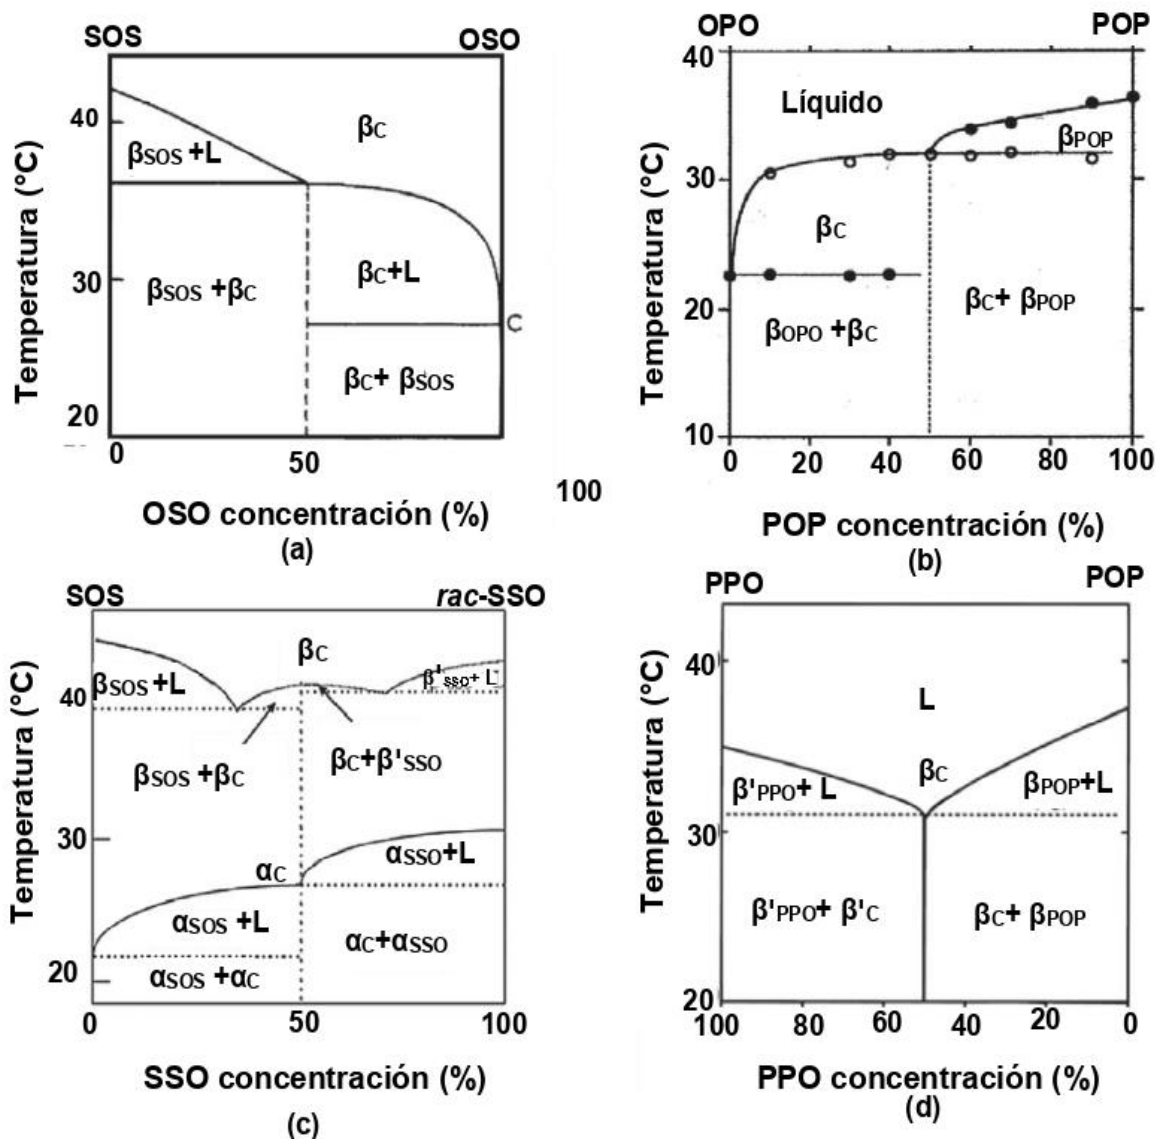 SOS OSO
Temperatura (°C)
40
30
20
βC
βSOS +L
βSOS +βC
βC+L
C
βC+ βSOS
0 50 100
OSO concentración (%)
(a)
OPO POP
Temperatura (°C)
40
30
20
10
Líquido
βPOP
βC
βC+ βPOP
βOPO +βC
0 20 40 60 80 100
POP concentración (%)
(b)
SOS rac-SSO
Temperatura (°C)
40
30
20
βC
βSOS +L
β'SSO+ L
βSOS +βC
βC+β'SSO
αC
αSSO+L
αSOS +L
αC+αSSO
αSOS +αC
0 50 100
SSO concentración (%)
(c)
PPO POP
Temperatura (°C)
40
30
20
L
βC
β'PPO+ L
βPOP+L
β'PPO+ β'C
βC+ βPOP
100 80 60 40 20 0
PPO concentración (%)
(d)